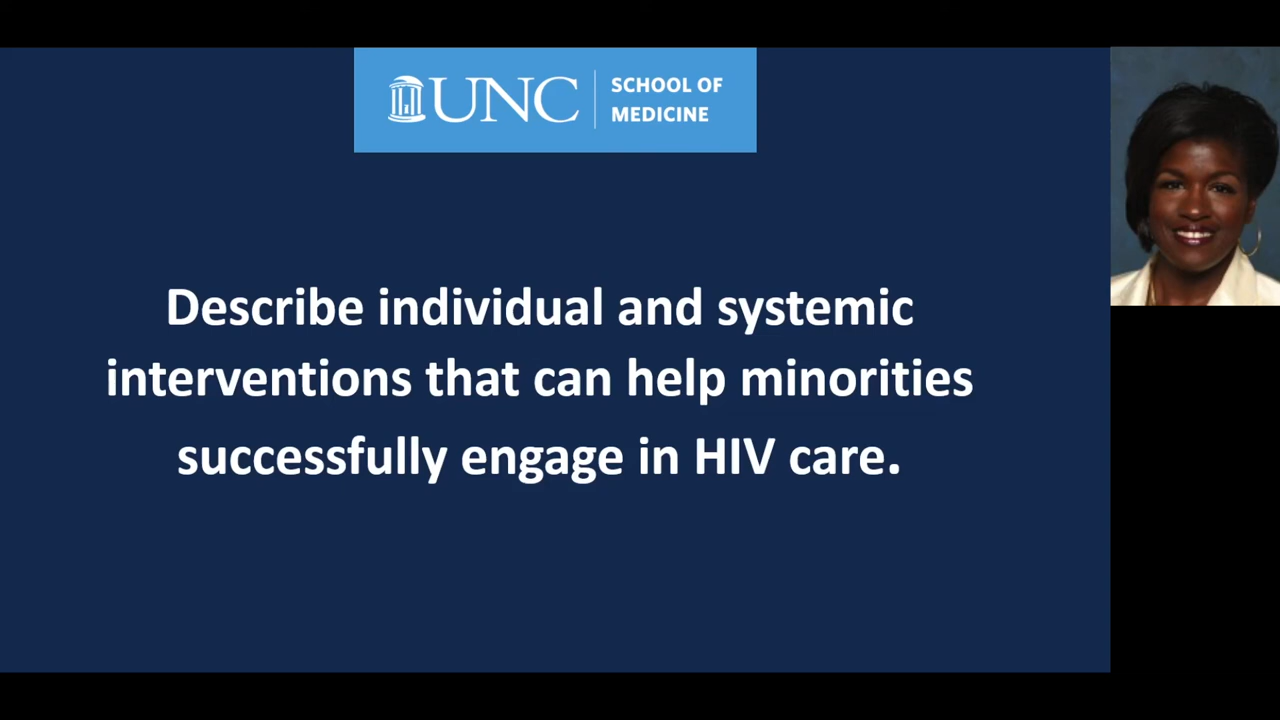 UNC
SCHOOL OF
MEDICINE
Describe individual and systemic
interventions that can help minorities
successfully engage in HIV care.